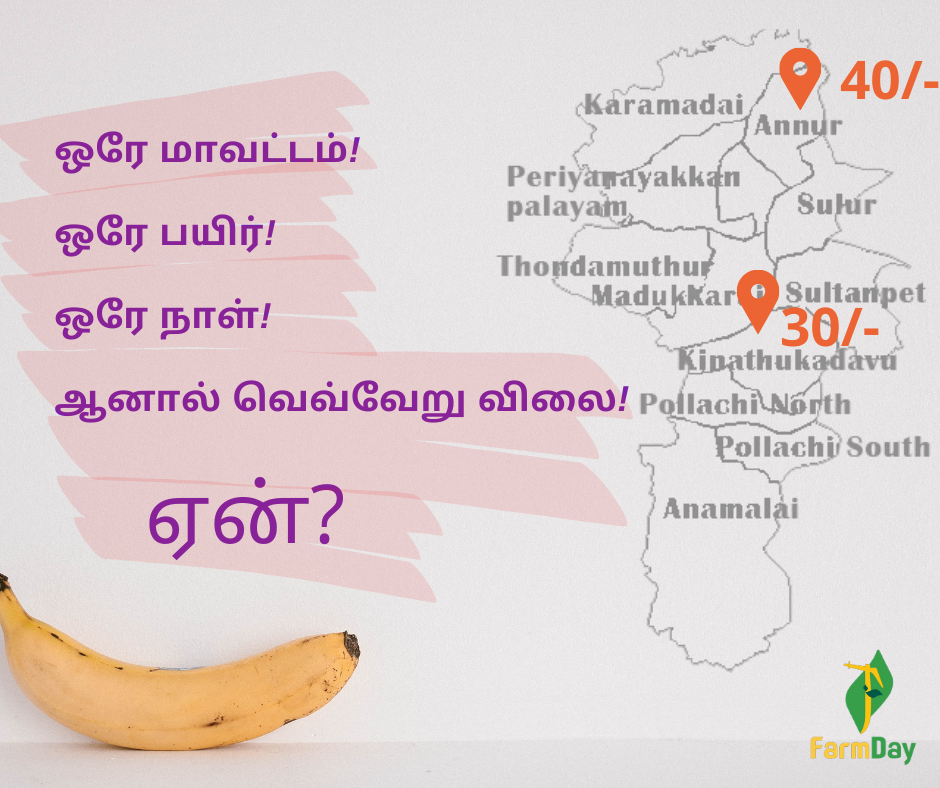 ஒரே மாவட்டம்!
ஒரே பயிர்!
ஒரே நாள்!
ஆனால் வெவ்வேறு விலை!
ஏன்?
40/-
Karamadai
Annur
Periyanayakkan
palayam
Sulur
Thondamuthur
Sultanpet
30/-
Kinathukadavu
Pollachi North
Pollachi South
Anamalai
FarmDay